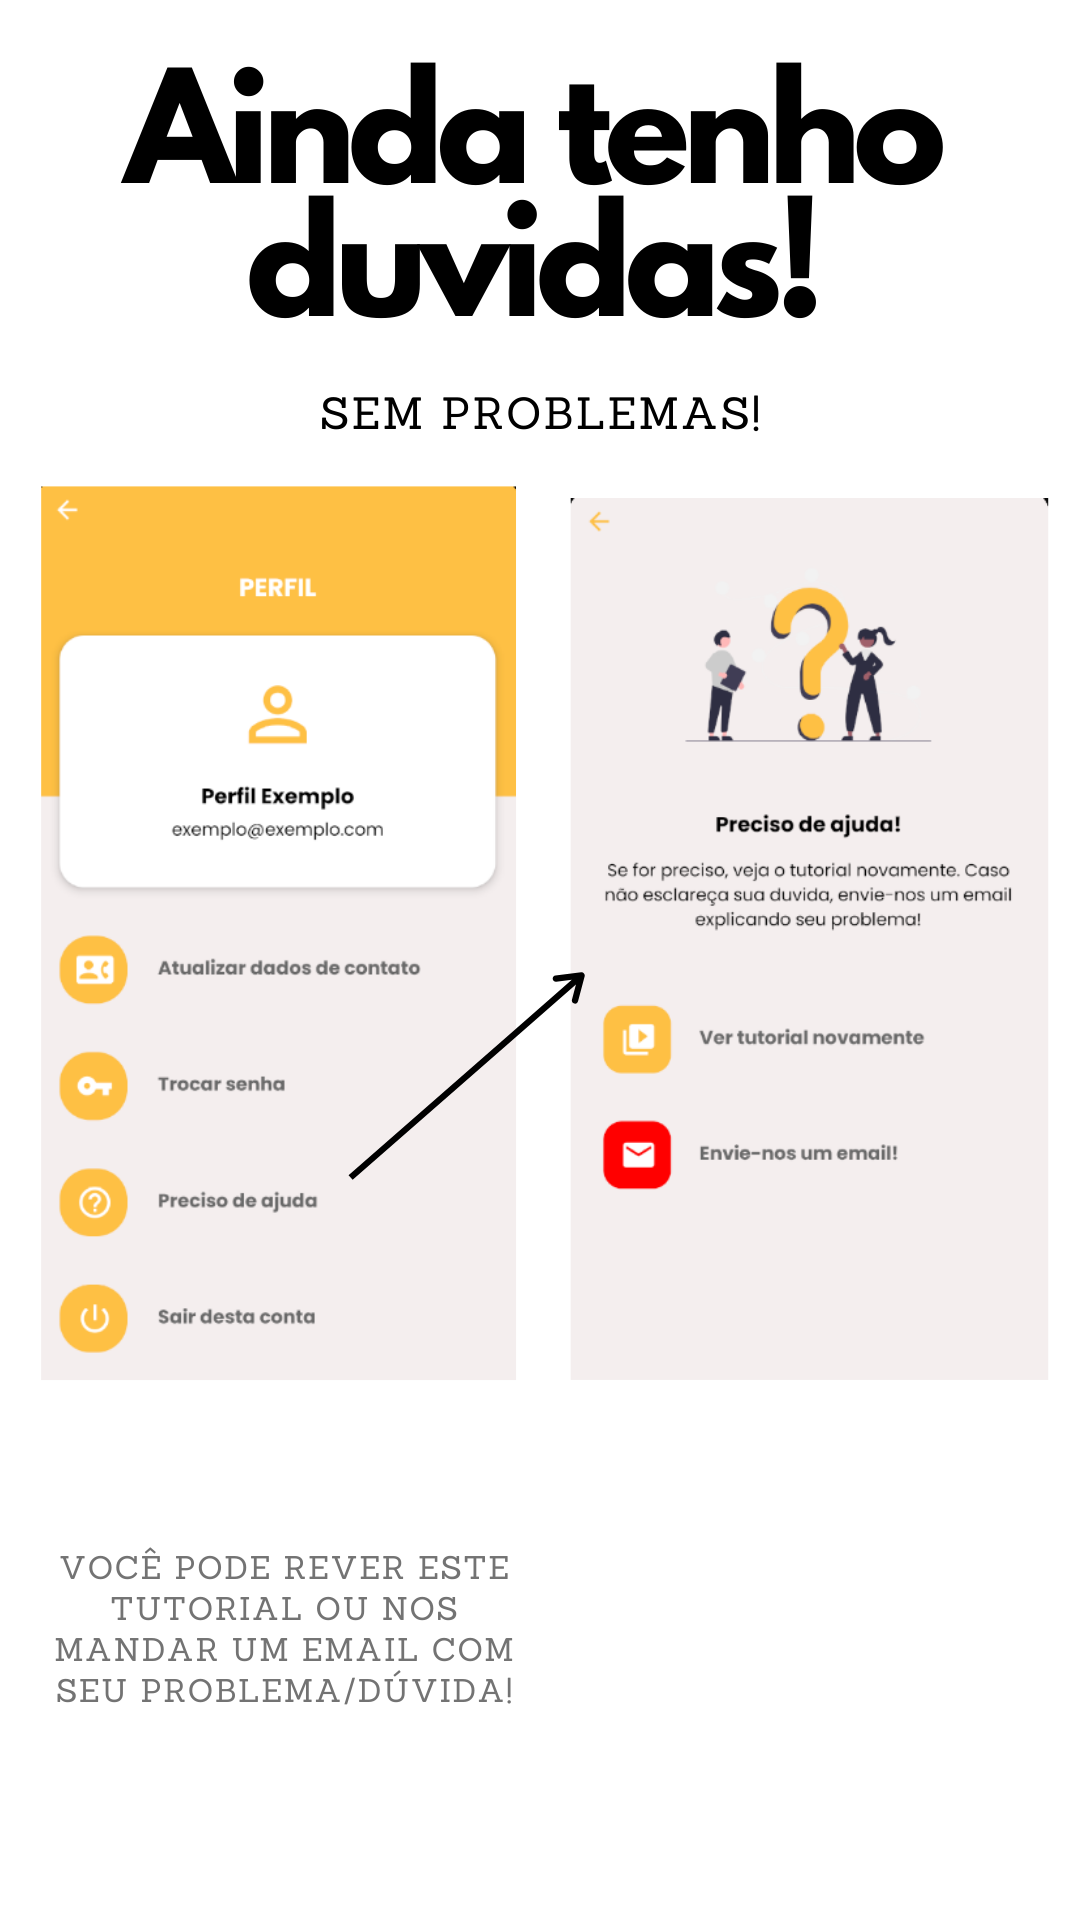 Ainda tenho
duvidas!
SEM PROBLEMAS!
PERFIL
Perfil Exemplo
exemplo@exemplo.com
Atualizar dados de contato
Trocar senha
Preciso de ajuda
Sair desta conta
Preciso de ajuda!
Se for preciso, veja o tutorial novamente. Caso
não esclareça sua duvida, envie-nos um email
explicando seu problema!
Ver tutorial novamente
Envie-nos um email!
VOCÊ PODE REVER ESTE
TUTORIAL OU NOS
MANDAR UM EMAIL COM
SEU PROBLEMA/DÚVIDA!